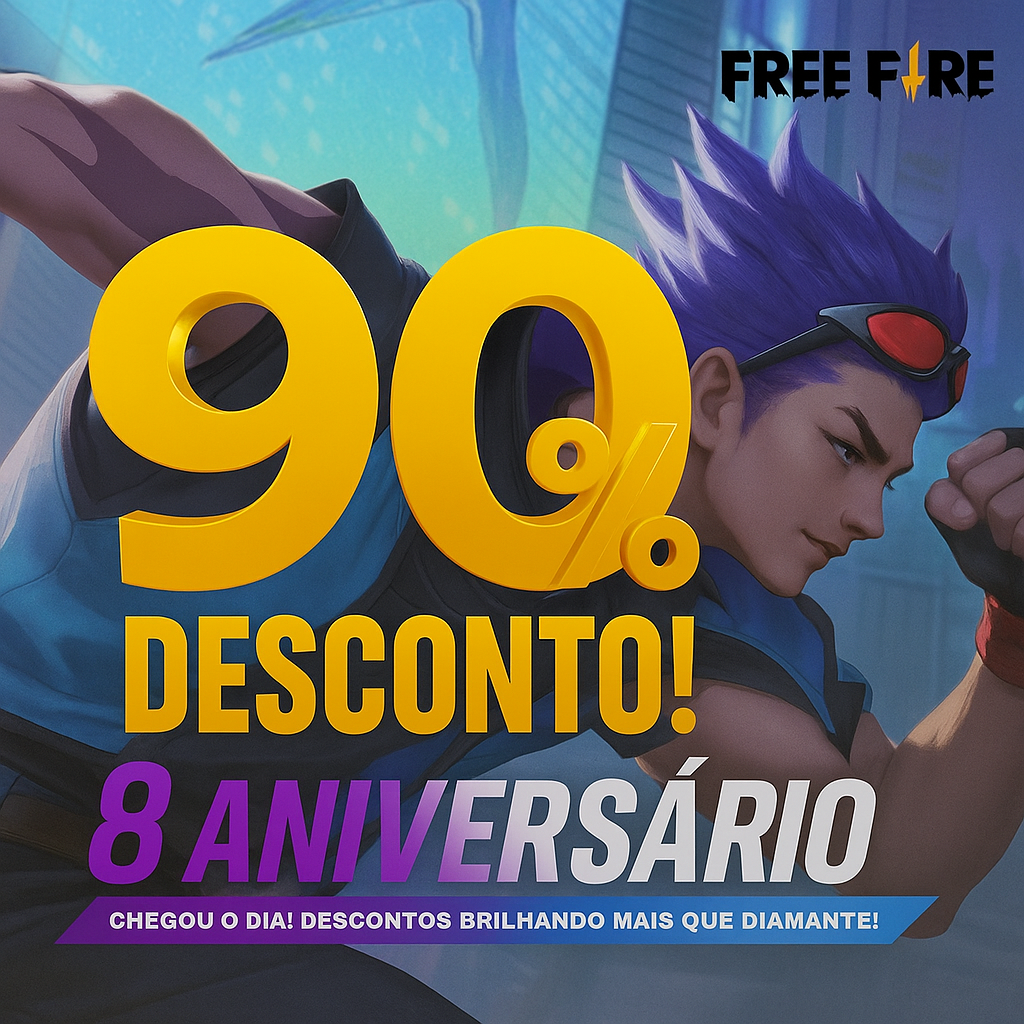 FREE FIRE
90%
DESCONTO!
8 ANIVERSÁRIO
CHEGOU O DIA! DESCONTOS BRILHANDO MAIS QUE DIAMANTE!